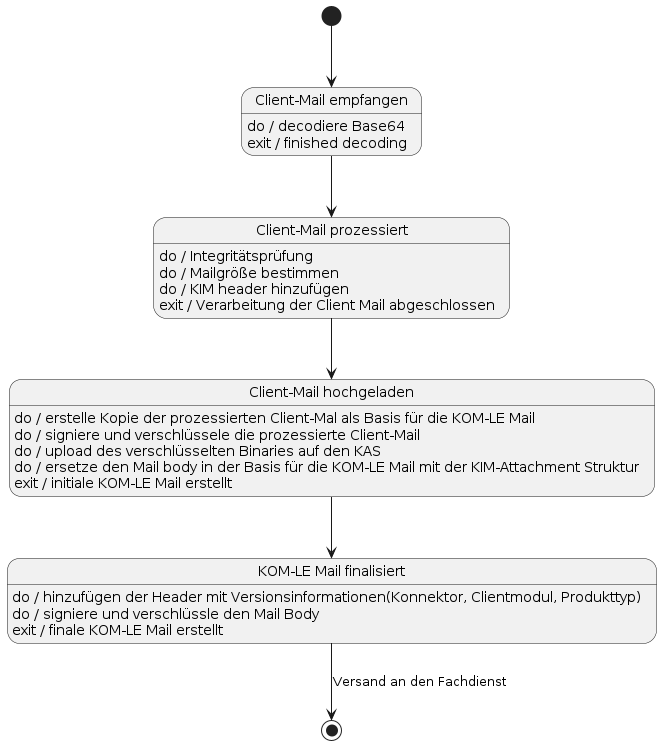 Client-Mail empfangen
do / decodiere Base64
exit / finished decoding
Client-Mail prozessiert
do / Integritätsprüfung
do / Mailgröße bestimmen
do / KIM header hinzufügen
exit / Verarbeitung der Client Mail abgeschlossen
Client-Mail hochgeladen
do / erstelle Kopie der prozessierten Client-Mal als Basis für die KOM-LE Mail
do / signiere und verschlüssele die prozessierte Client-Mail
do / upload des verschlüsselten Binaries auf den KAS
do / ersetze den Mail body in der Basis für die KOM-LE Mail mit der KIM-Attachment Struktur
exit / initiale KOM-LE Mail erstellt
KOM-LE Mail finalisiert
do / hinzufügen der Header mit Versionsinformationen(Konnektor, Clientmodul, Produkttyp)
do / signiere und verschlüssle den Mail Body
exit / finale KOM-LE Mail erstellt
Versand an den Fachdienst